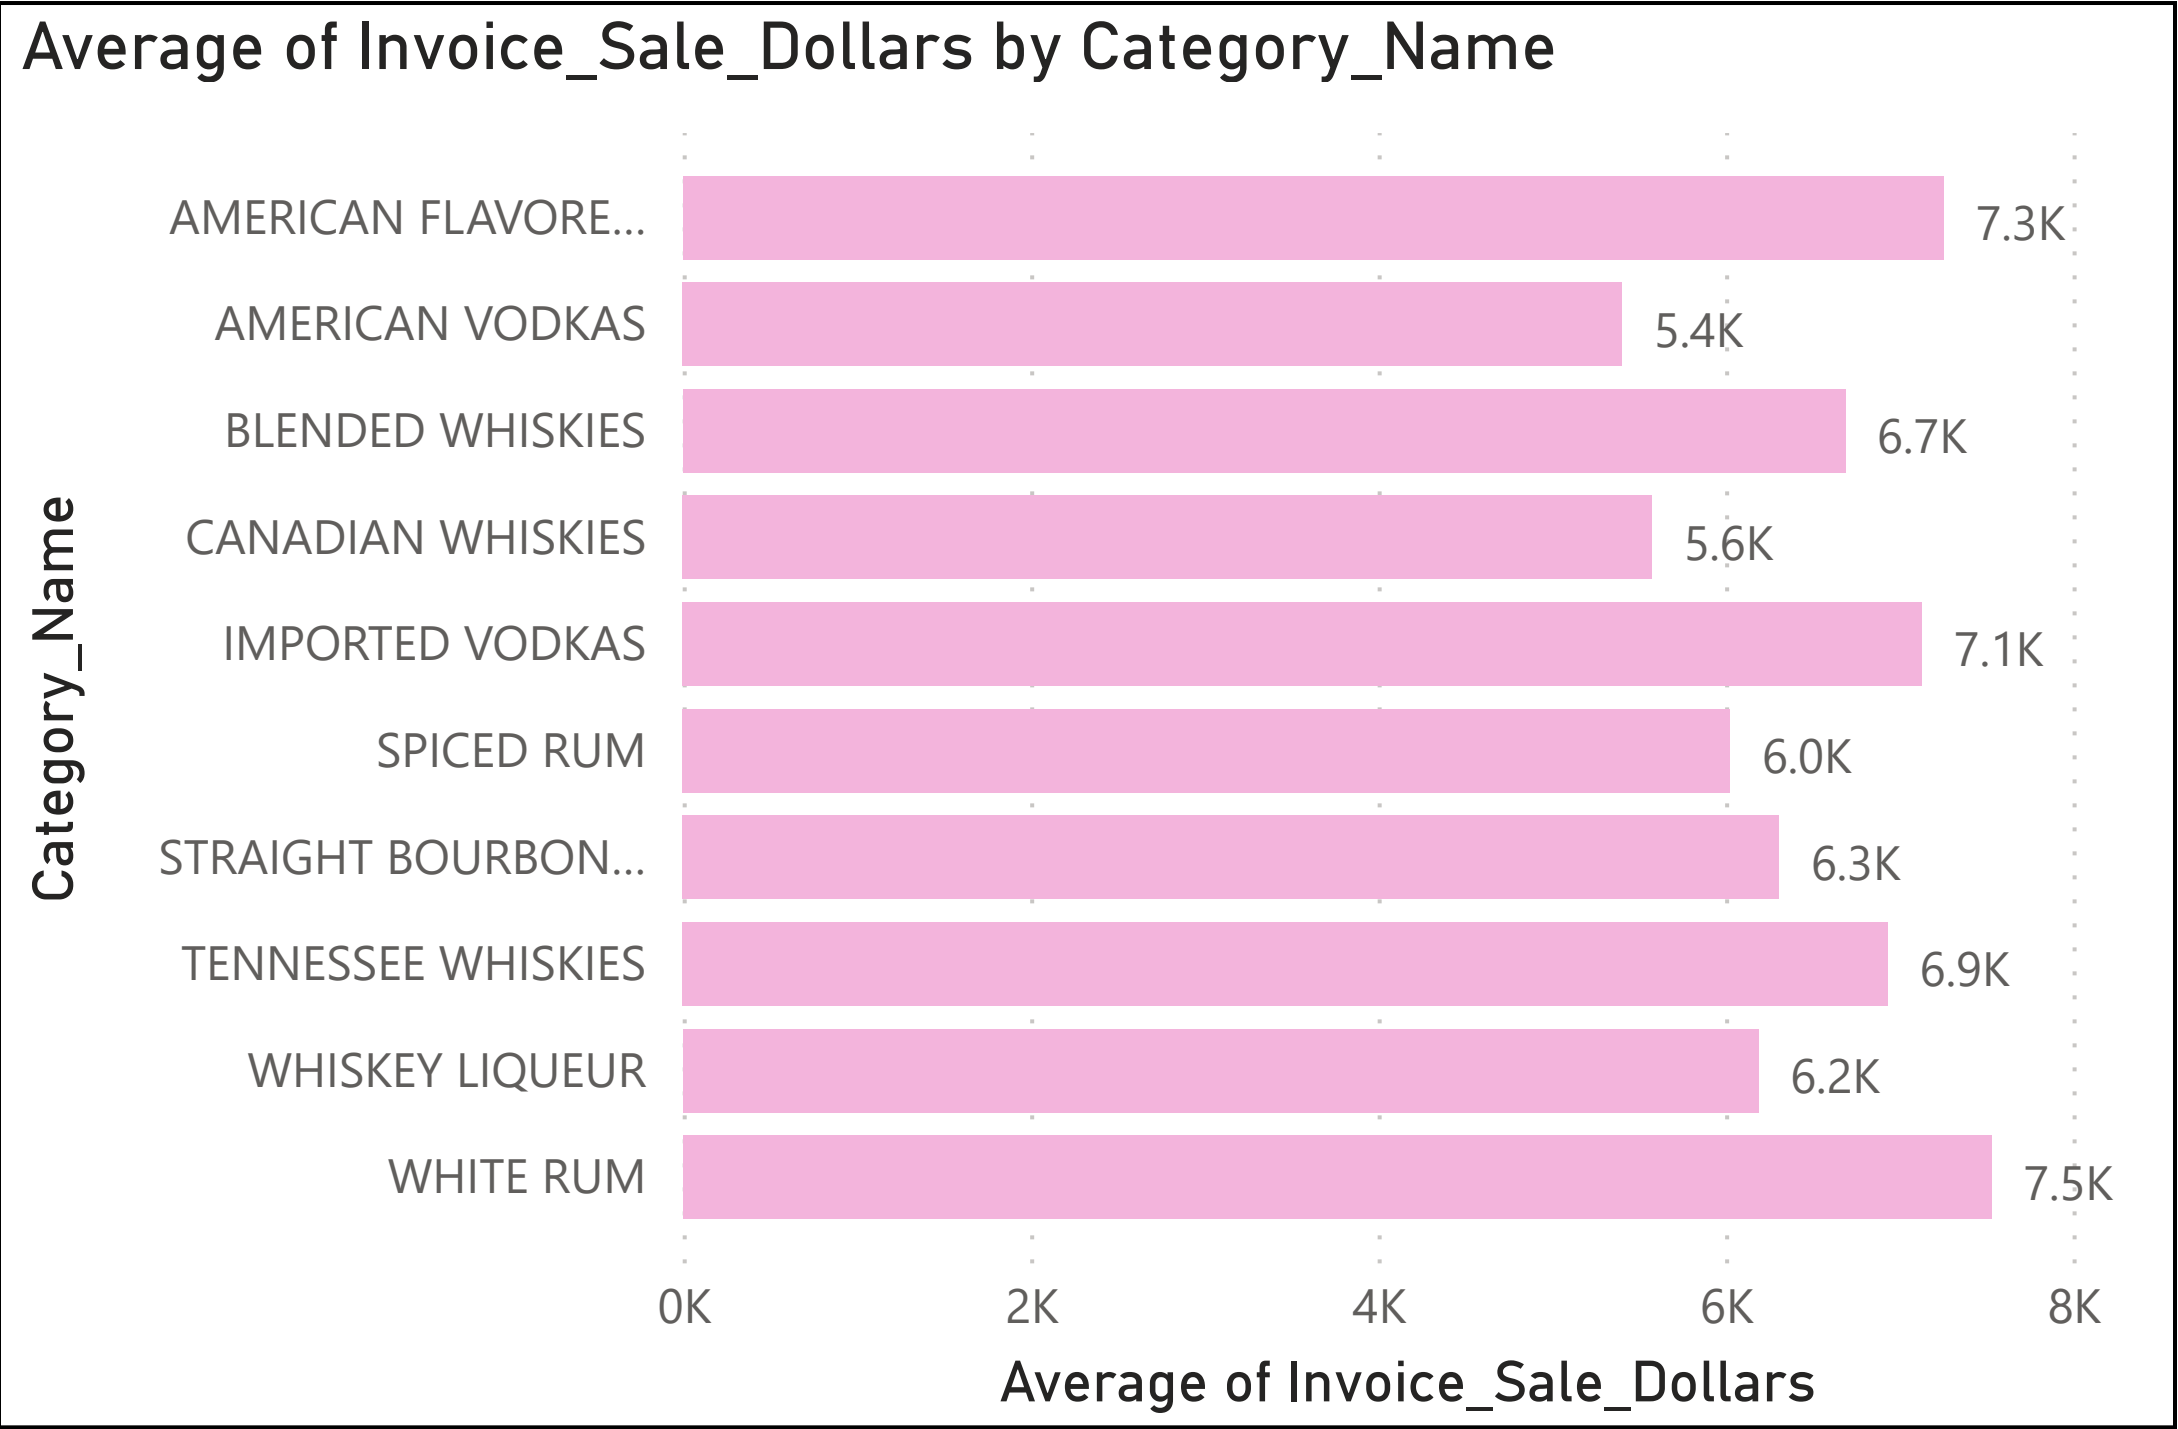 Average of Invoice_Sale_Dollars by Category_Name
Category_Name
AMERICAN FLAVORE... 7.3K
AMERICAN VODKAS 5.4K
BLENDED WHISKIES 6.7K
CANADIAN WHISKIES 5.6K
IMPORTED VODKAS 7.1K
SPICED RUM 6.0K
STRAIGHT BOURBON... 6.3K
TENNESSEE WHISKIES 6.9K
WHISKEY LIQUEUR 6.2K
WHITE RUM 7.5K
0K 2K 4K 6K 8K
Average of Invoice_Sale_Dollars